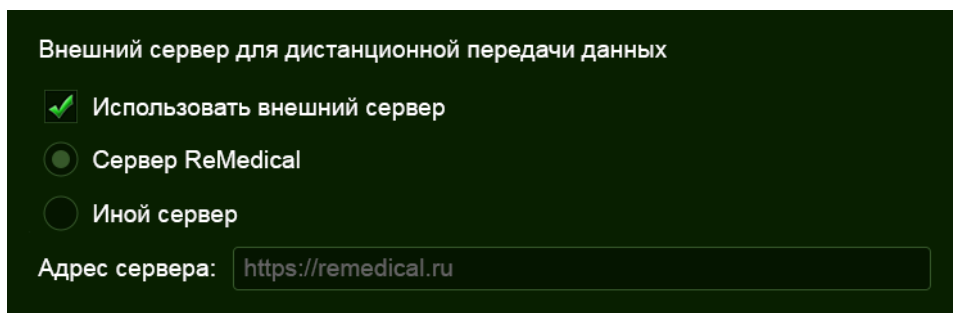 Внешний сервер для дистанционной передачи данных
Использовать внешний сервер
Сервер ReMedical
Иной сервер
Адрес сервера: https://remedical.ru